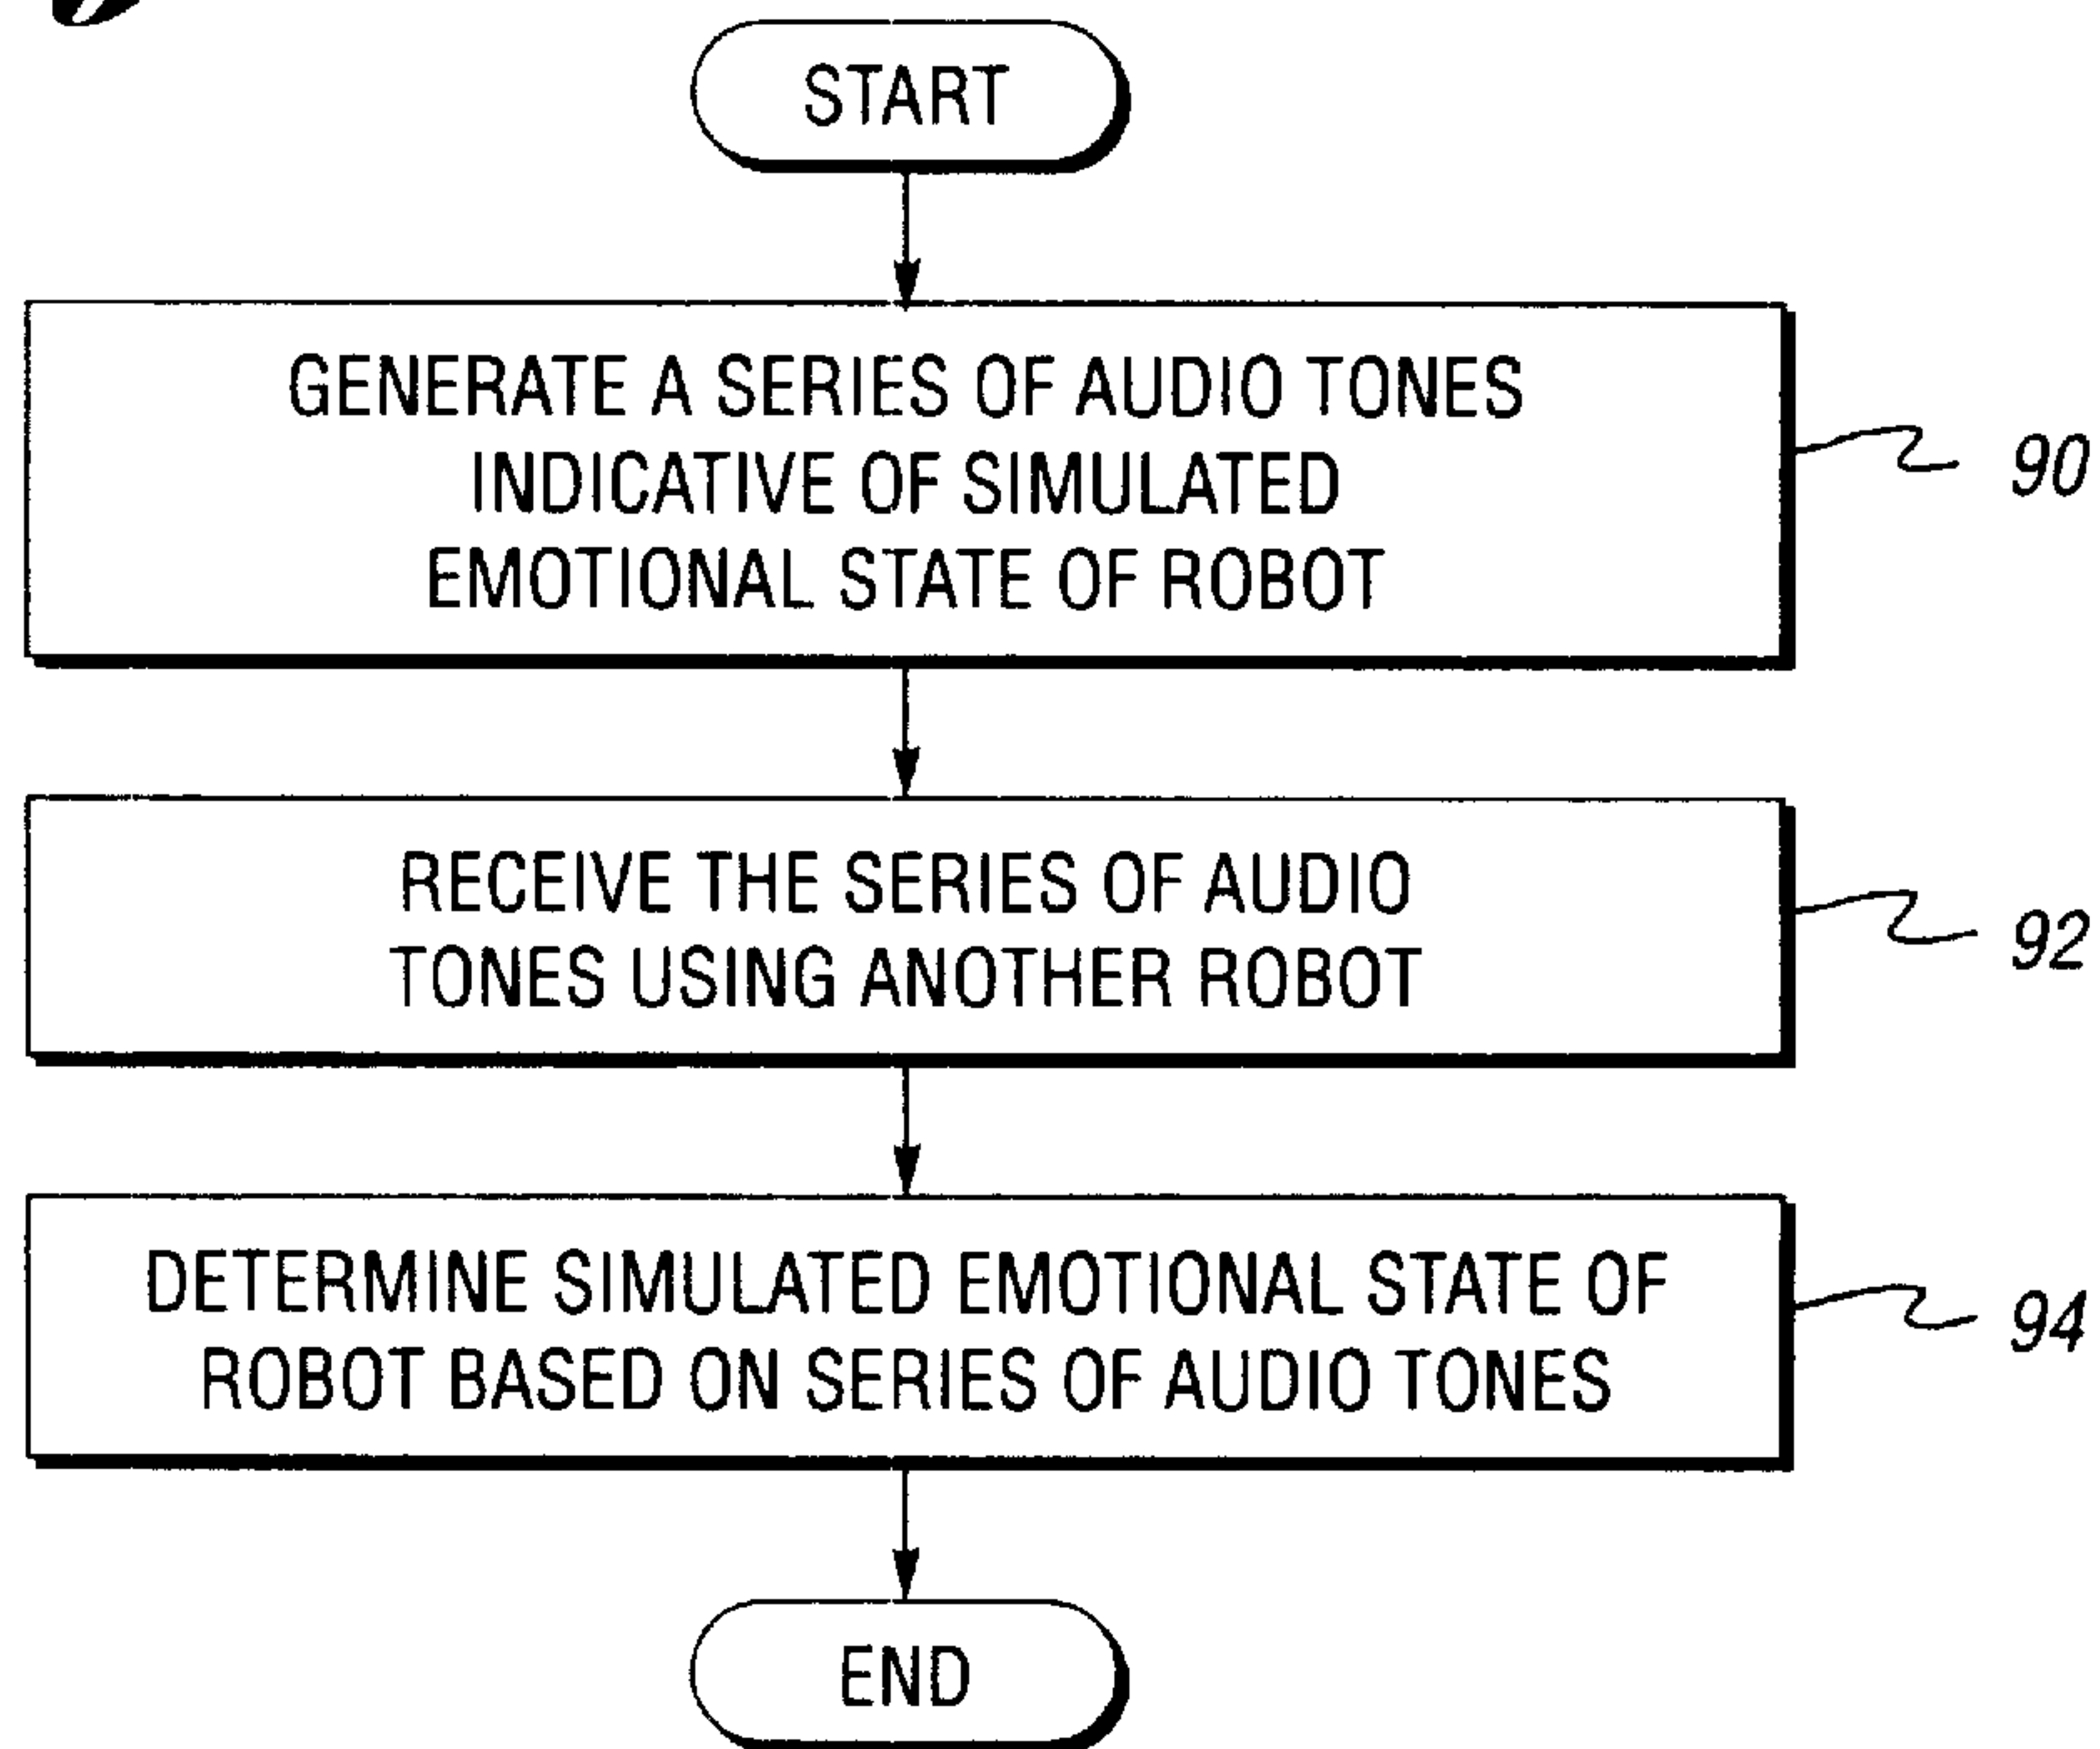 START
GENERATE A SERIES OF AUDIO TONES
INDICATIVE OF SIMULATED
EMOTIONAL STATE OF ROBOT
90
RECEIVE THE SERIES OF AUDIO
TONES USING ANOTHER ROBOT
92
DETERMINE SIMULATED EMOTIONAL STATE OF
ROBOT BASED ON SERIES OF AUDIO TONES
94
END